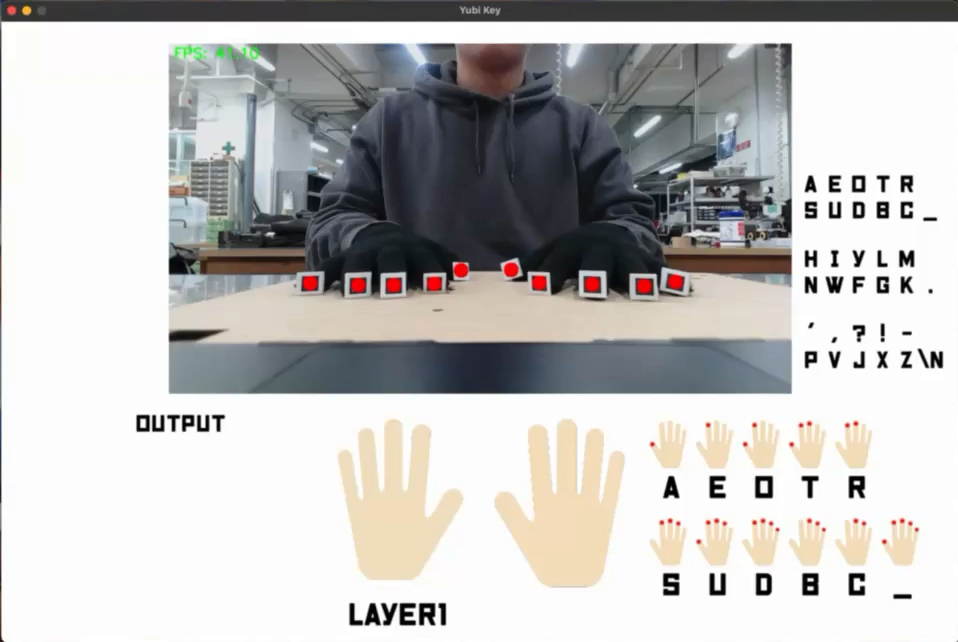 Yubi Key
FPS: 41.10
A E O T R
S U D B C _
H I Y L M
N W F G K .
' , ? ! -
P V J X Z \N
OUTPUT
A E O T R
S U D B C _
LAYER1